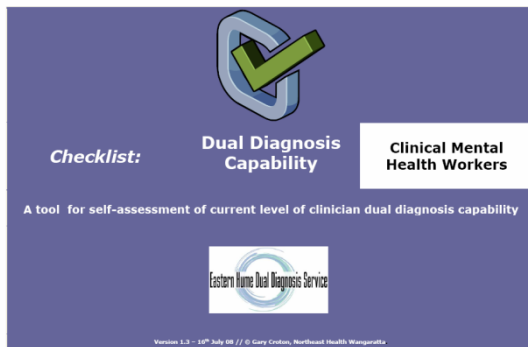 Checklist:
Dual Diagnosis
Capability
Clinical Mental
Health Workers
A tool for self-assessment of current level of clinician dual diagnosis capability
Eastern Hume Dual Diagnosis Service
Version 1.3 – 16th July 08 // © Gary Croton, Northeast Health Wangaratta